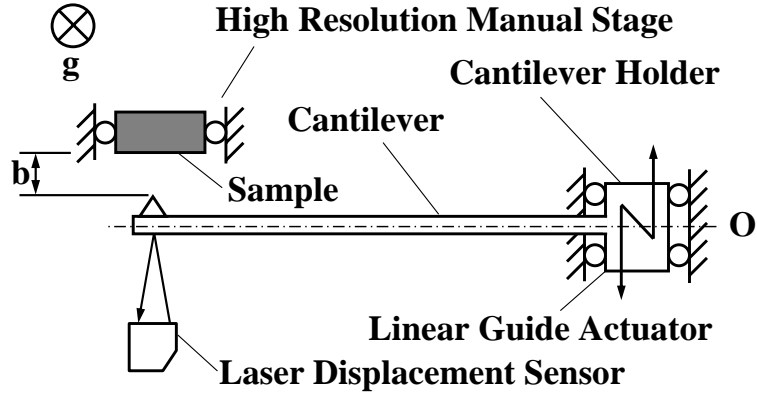 High Resolution Manual Stage
g
Cantilever Holder
Cantilever
b
Sample
O
Linear Guide Actuator
Laser Displacement Sensor